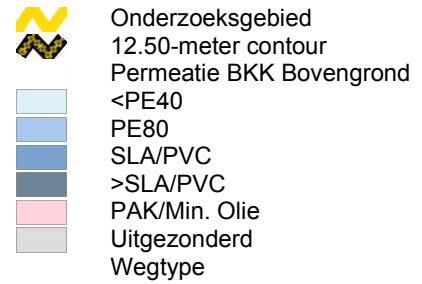 Onderzoeksgebied
12.50-meter contour
Permeatie BKK Bovengrond
<PE40
PE80
SLA/PVC
>SLA/PVC
PAK/Min. Olie
Uitgezonderd
Wegtype